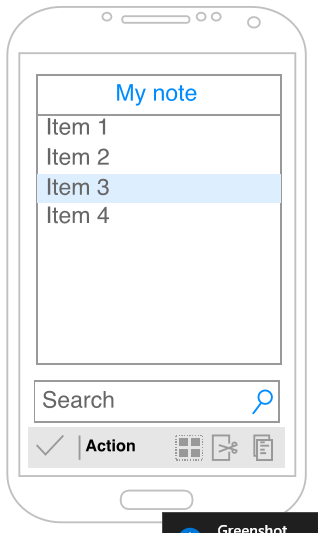 My note
Item 1
Item 2
Item 3
Item 4
Search
Action
Greenshot